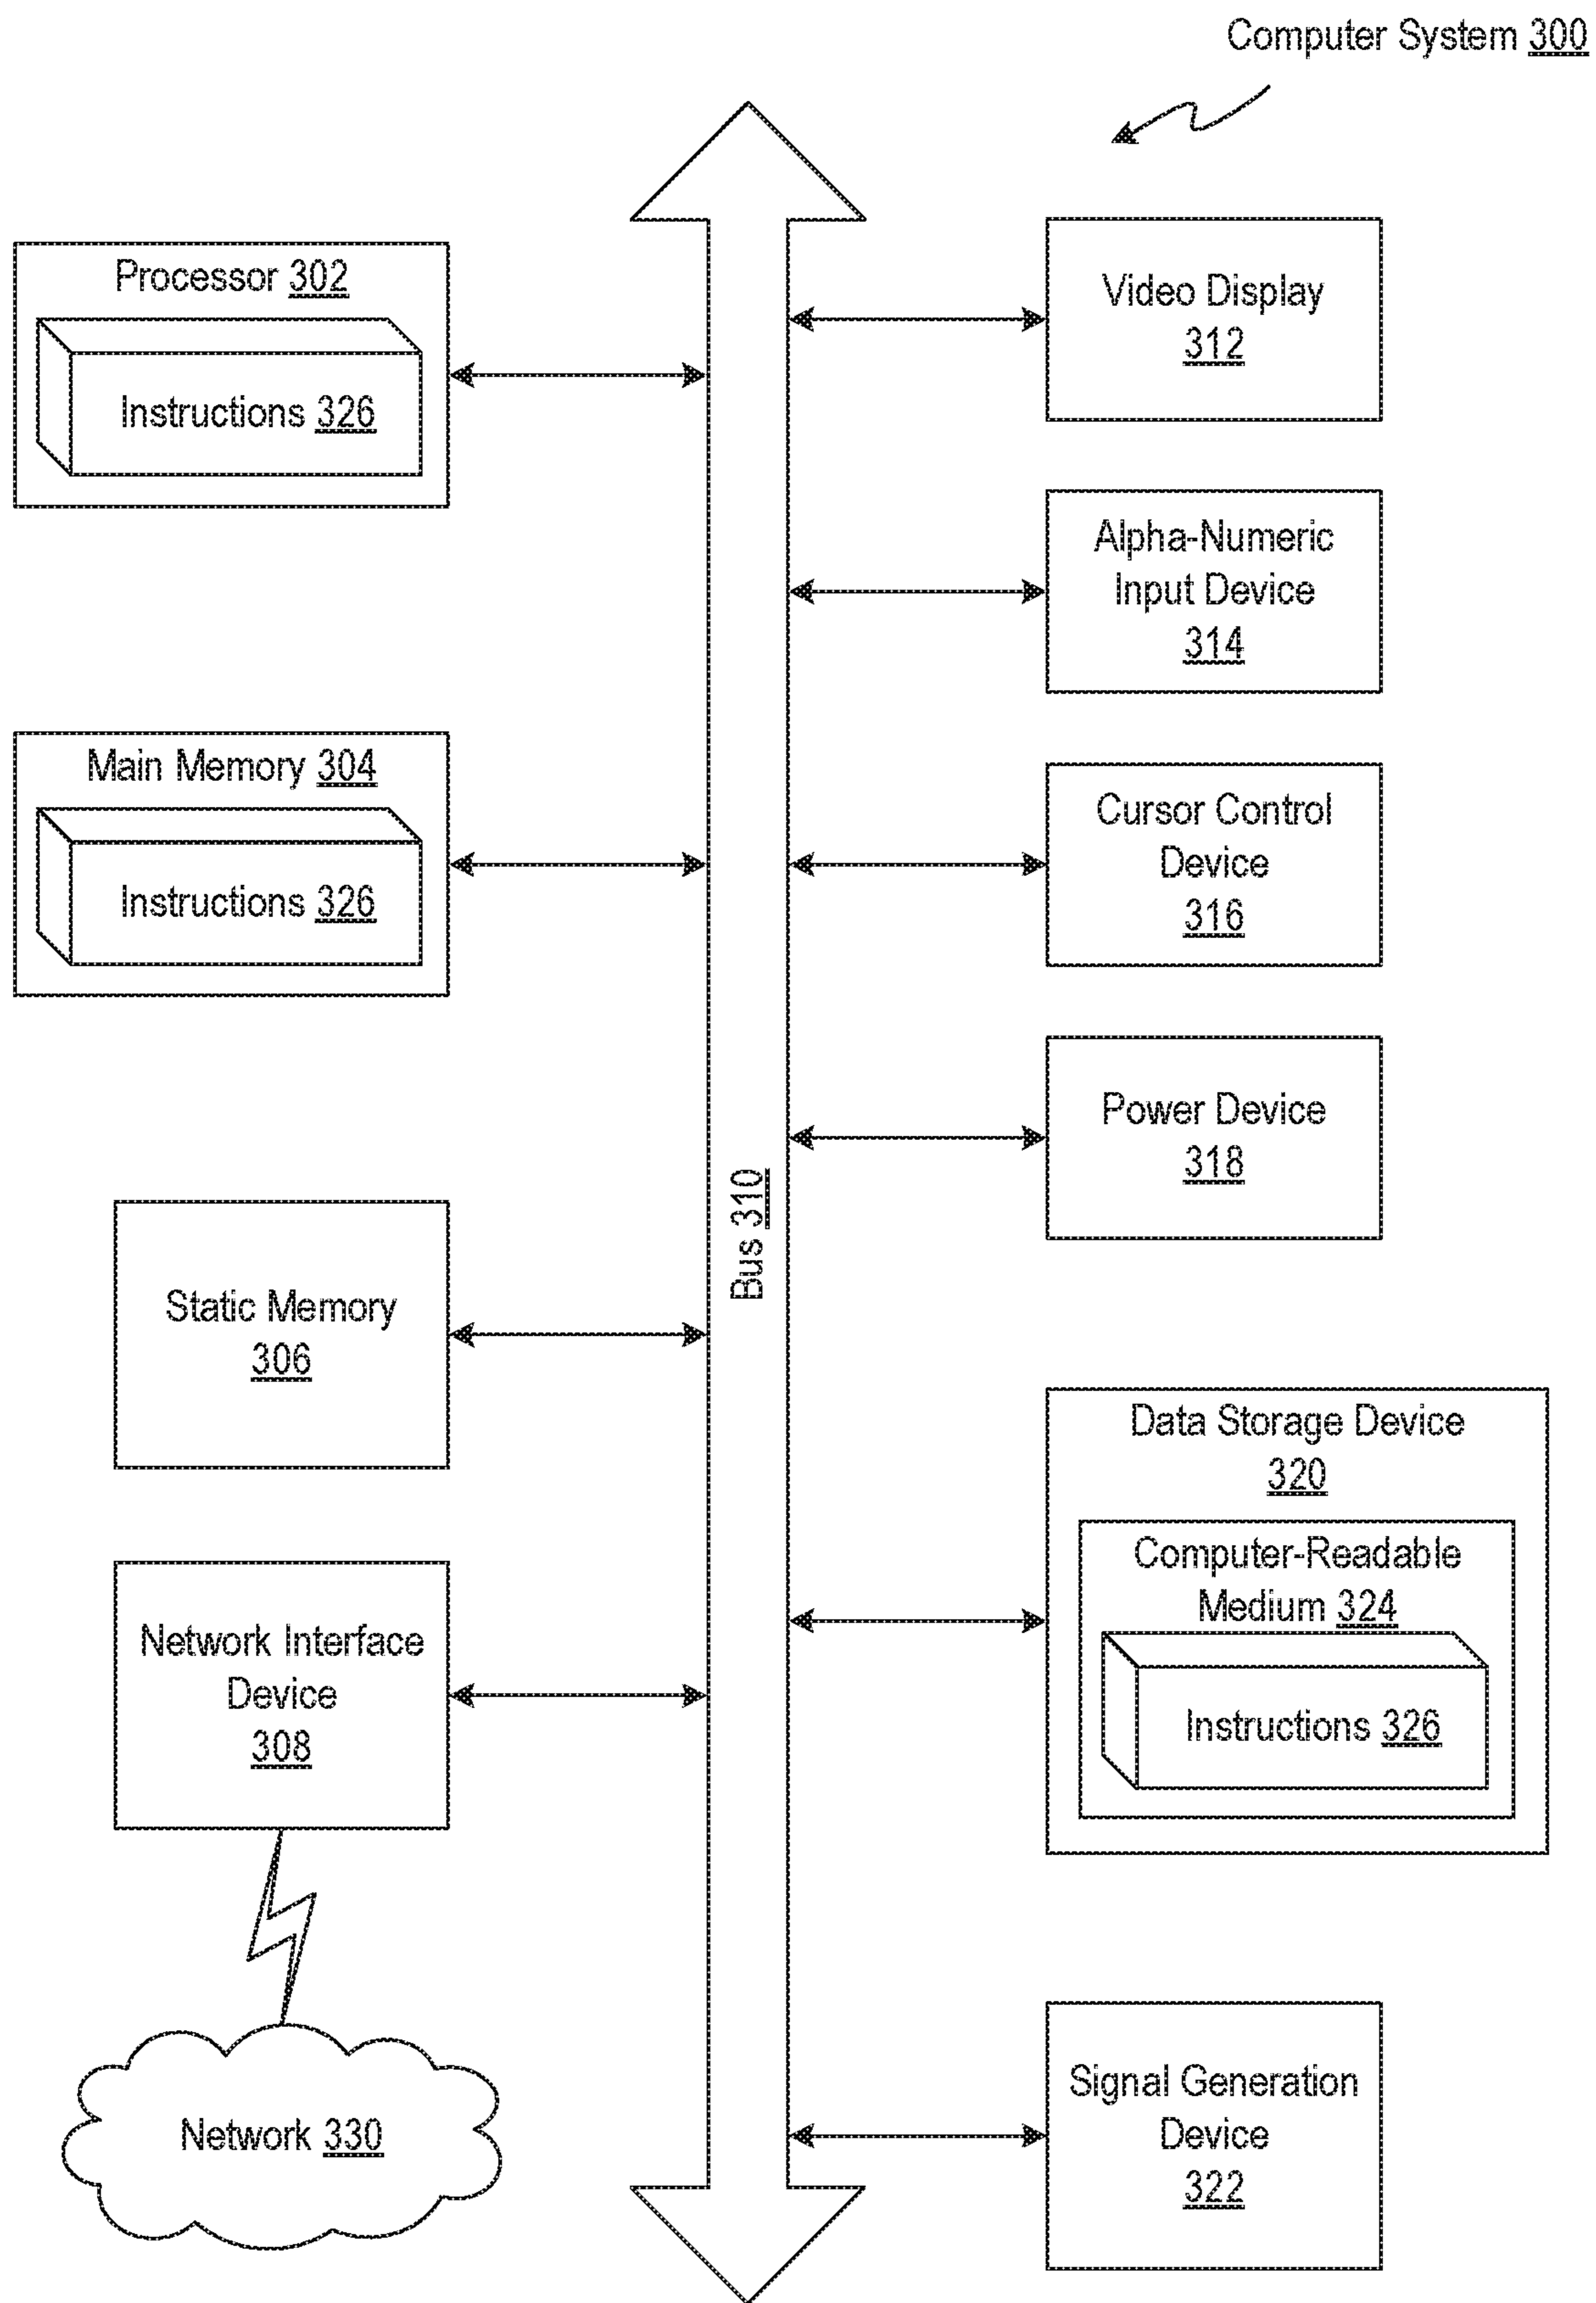 Computer System 300
Processor 302
Instructions 326
Main Memory 304
Instructions 326
Static Memory
306
Network Interface
Device
308
Network 330
Bus 310
Video Display
312
Alpha-Numeric
Input Device
314
Cursor Control
Device
316
Power Device
318
Data Storage Device
320
Computer-Readable
Medium 324
Instructions 326
Signal Generation
Device
322